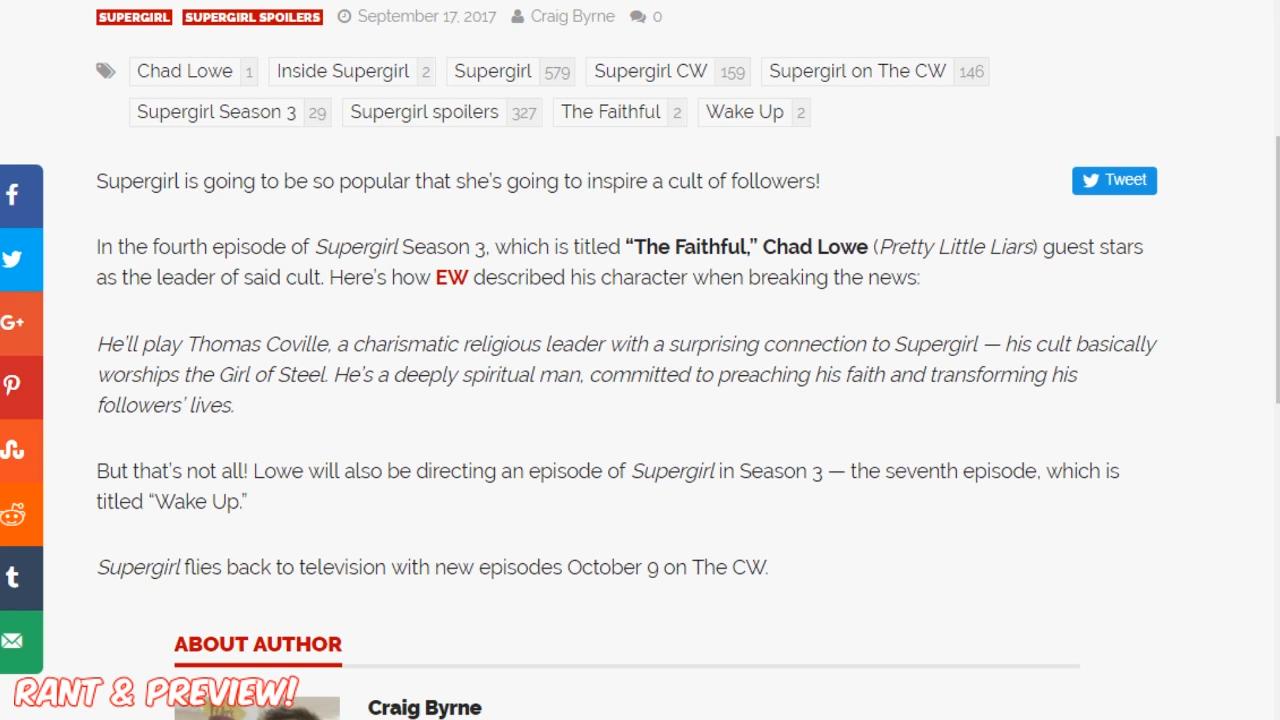 SUPERGIRL SUPERGIRL SPOILERS September 17, 2017 Craig Byrne 0
Chad Lowe 1 Inside Supergirl 2 Supergirl 579 Supergirl CW 159 Supergirl on The CW 146
Supergirl Season 3 29 Supergirl spoilers 327 The Faithful 2 Wake Up 2
Supergirl is going to be so popular that she's going to inspire a cult of followers!
Tweet
In the fourth episode of Supergirl Season 3, which is titled “The Faithful,” Chad Lowe (Pretty Little Liars) guest stars
as the leader of said cult. Here's how EW described his character when breaking the news:
He'll play Thomas Coville, a charismatic religious leader with a surprising connection to Supergirl — his cult basically
worships the Girl of Steel. He's a deeply spiritual man, committed to preaching his faith and transforming his
followers' lives.
But that's not all! Lowe will also be directing an episode of Supergirl in Season 3 — the seventh episode, which is
titled “Wake Up.”
Supergirl flies back to television with new episodes October 9 on The CW.
ABOUT AUTHOR
RANT & PREVIEW!
Craig Byrne